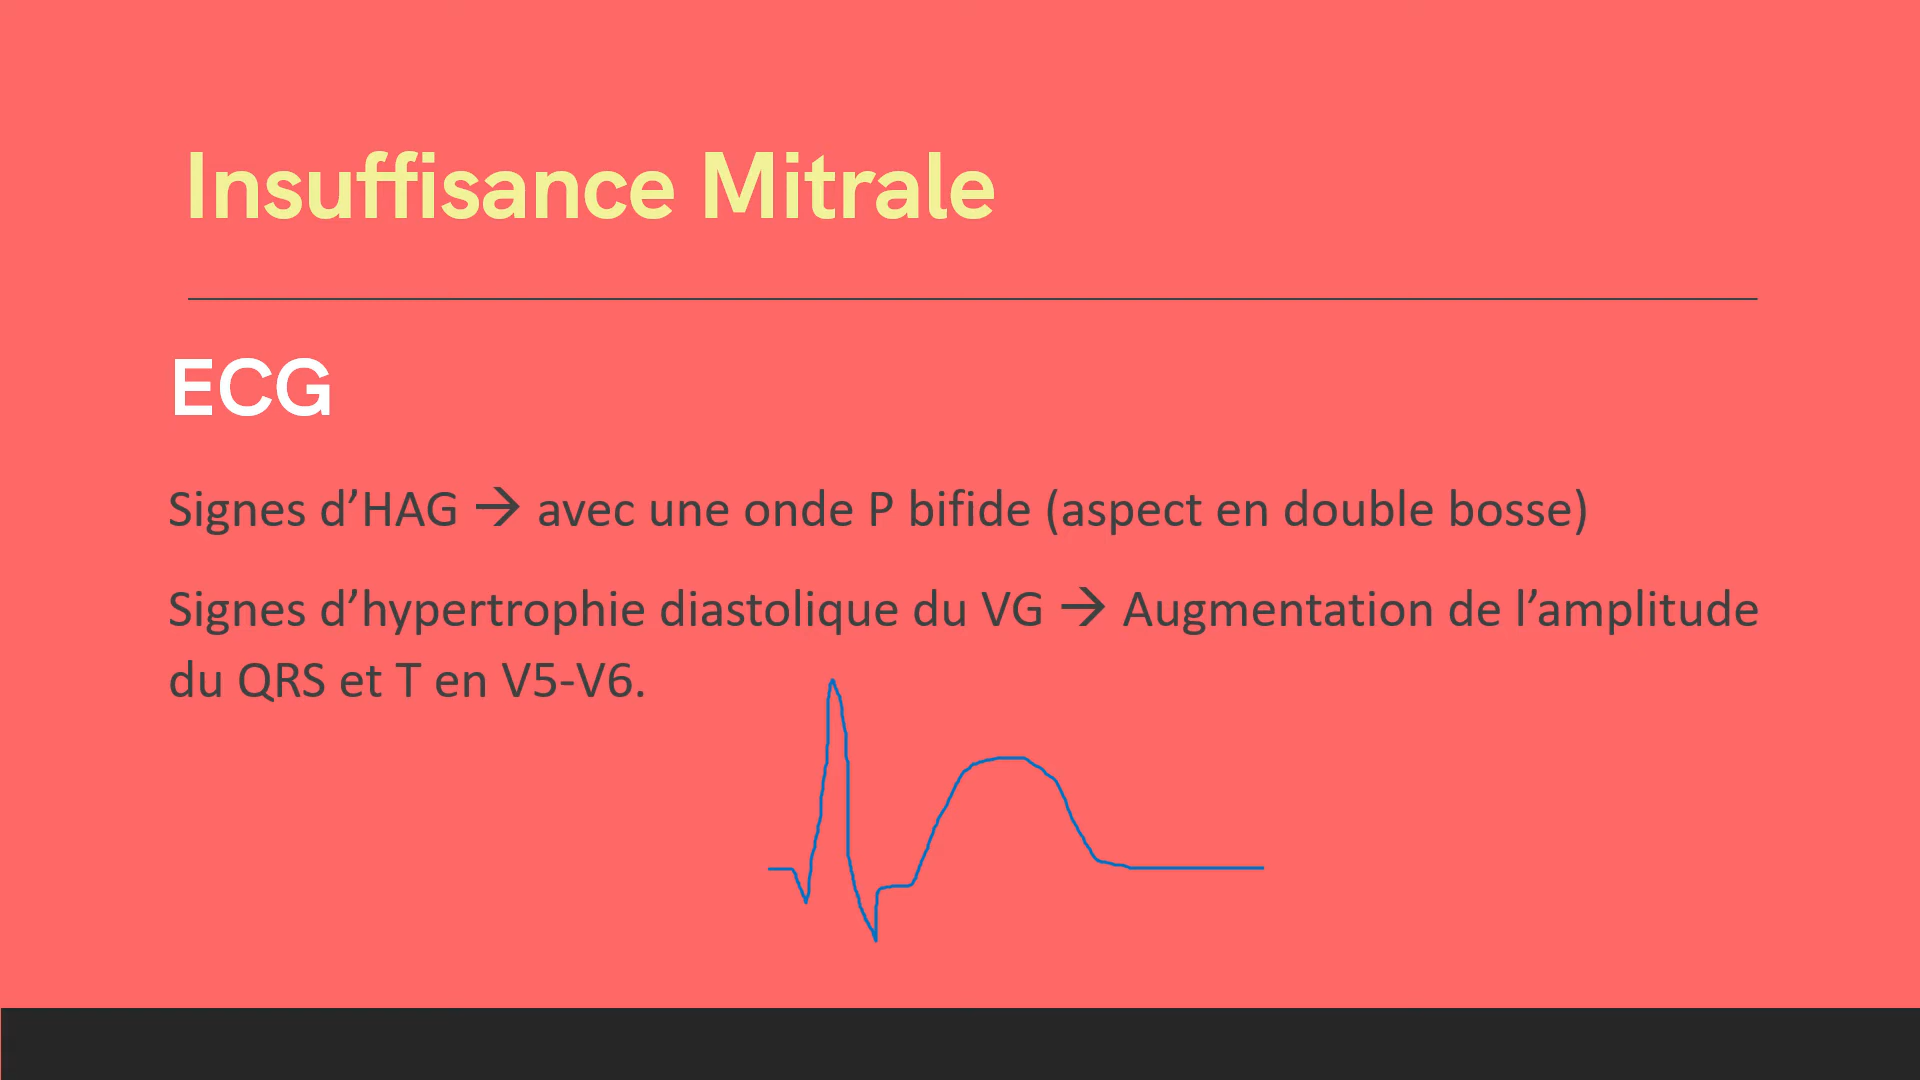 Insuffisance Mitrale
ECG
Signes d’HAG → avec une onde P bifide (aspect en double bosse)
Signes d’hypertrophie diastolique du VG → Augmentation de l’amplitude
du QRS et T en V5-V6.